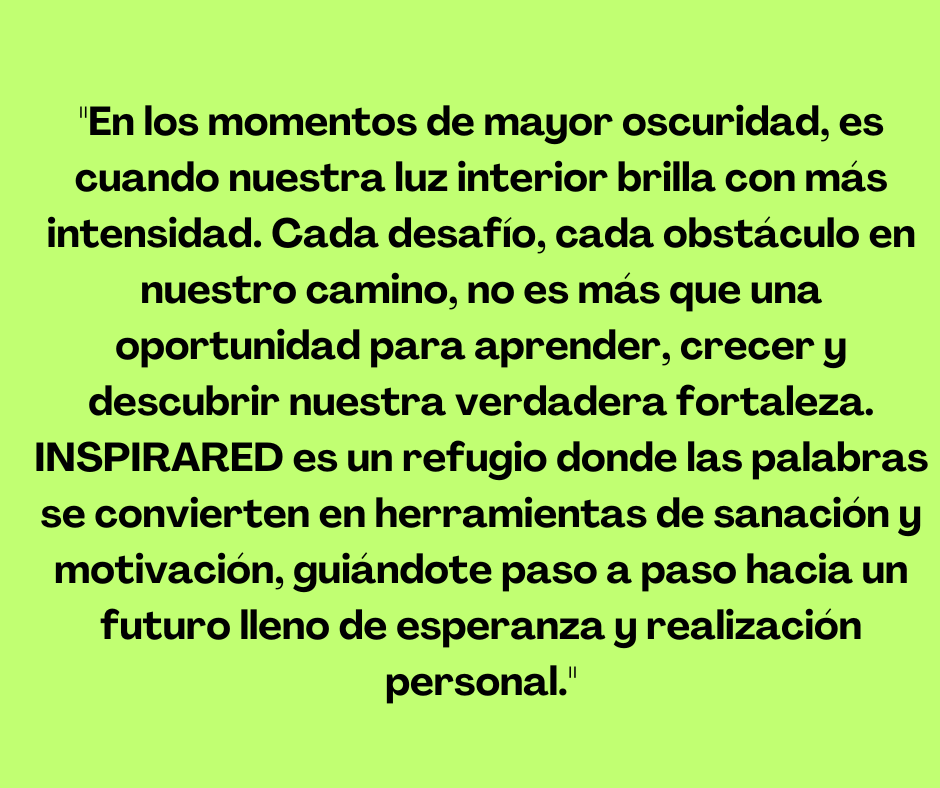 "En los momentos de mayor oscuridad, es
cuando nuestra luz interior brilla con más
intensidad. Cada desafío, cada obstáculo en
nuestro camino, no es más que una
oportunidad para aprender, crecer y
descubrir nuestra verdadera fortaleza.
INSPIRARED es un refugio donde las palabras
se convierten en herramientas de sanación y
motivación, guiándote paso a paso hacia un
futuro lleno de esperanza y realización
personal."